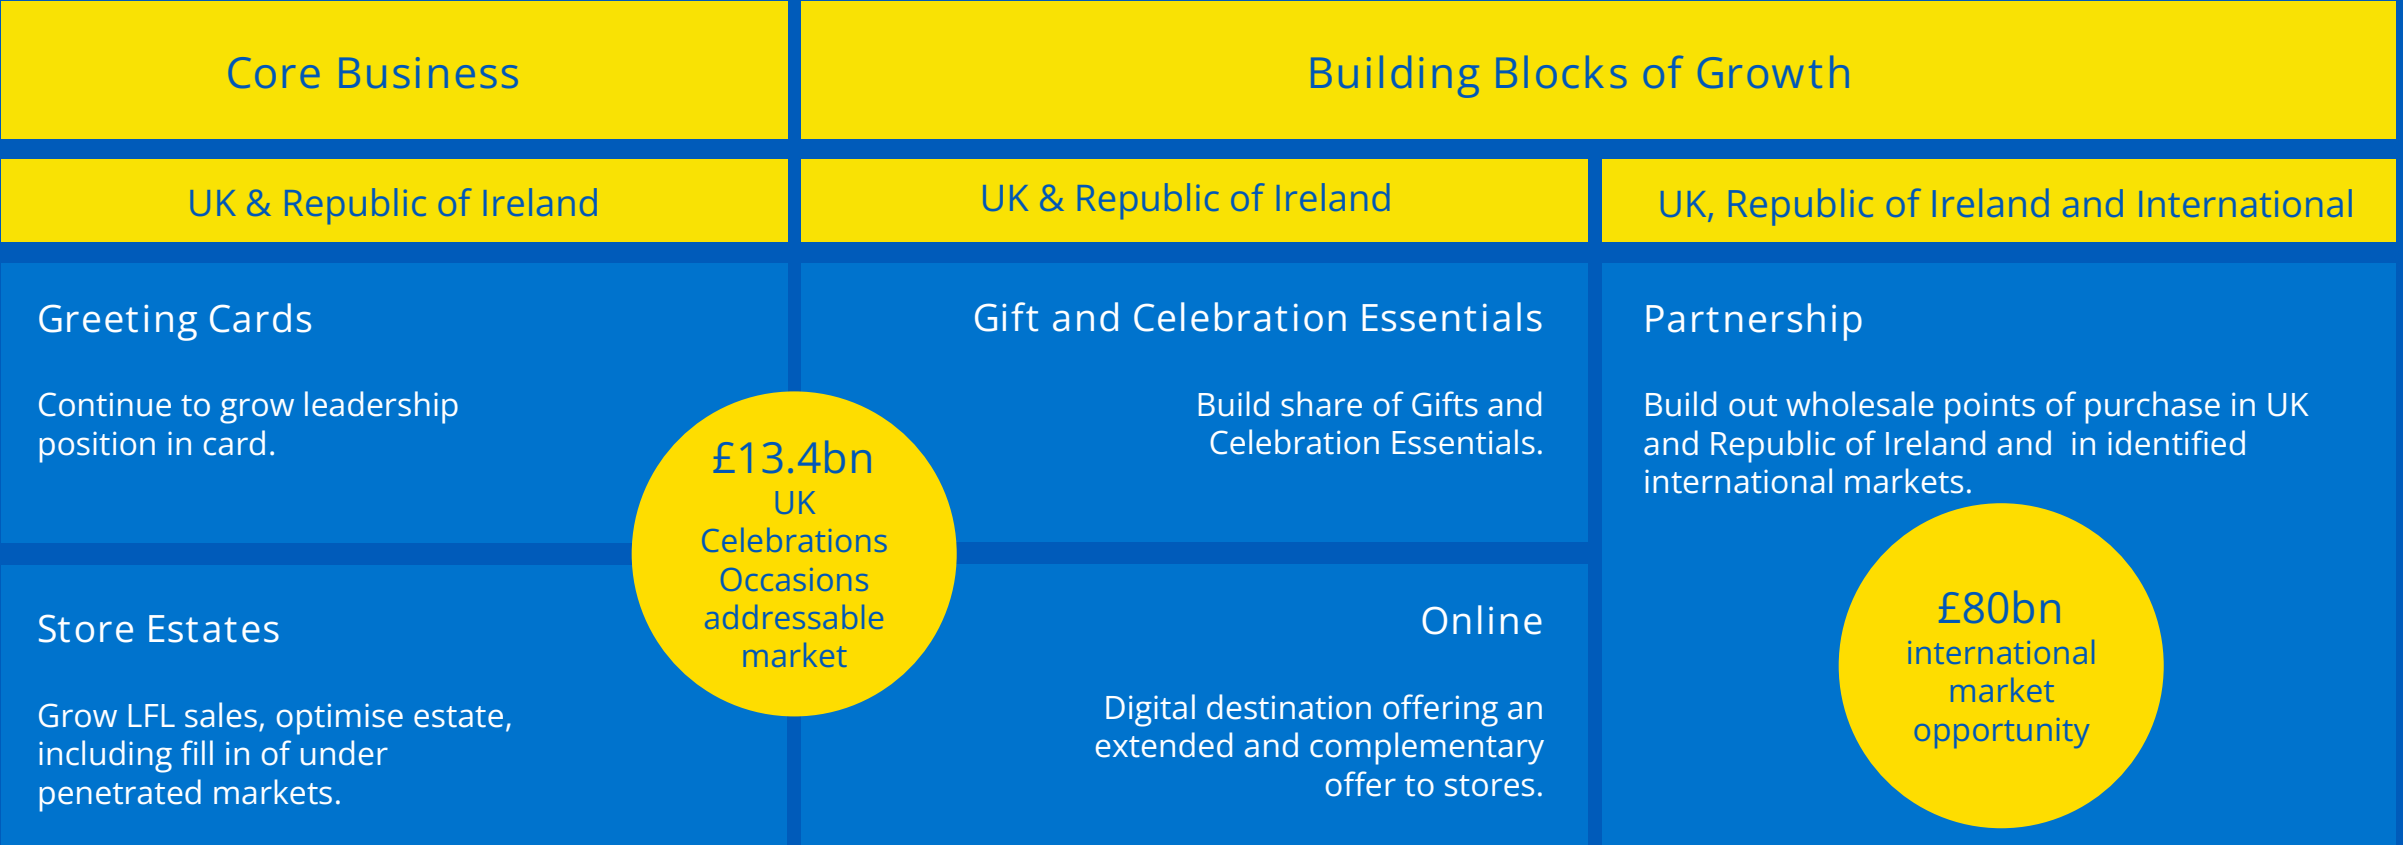 Core Business
Building Blocks of Growth
UK & Republic of Ireland
UK & Republic of Ireland
UK, Republic of Ireland and International
Greeting Cards
Continue to grow leadership
position in card.
Store Estates
Grow LFL sales, optimise estate,
including fill in of under
penetrated markets.
£13.4bn
UK
Celebrations
Occasions
addressable
market
Gift and Celebration Essentials
Build share of Gifts and
Celebration Essentials.
Online
Digital destination offering an
extended and complementary
offer to stores.
Partnership
Build out wholesale points of purchase in UK
and Republic of Ireland and  in identified
international markets.
£80bn
international
market
opportunity